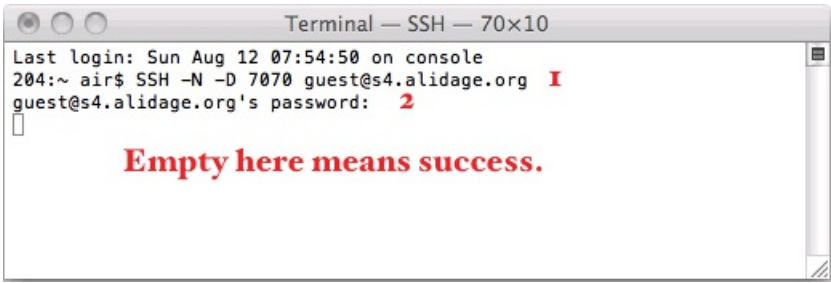 Terminal — SSH — 70×10
Last login: Sun Aug 12 07:54:50 on console
204:~ air$ SSH -N -D 7070 guest@s4.alidage.org 1
guest@s4.alidage.org's password: 2
Empty here means success.